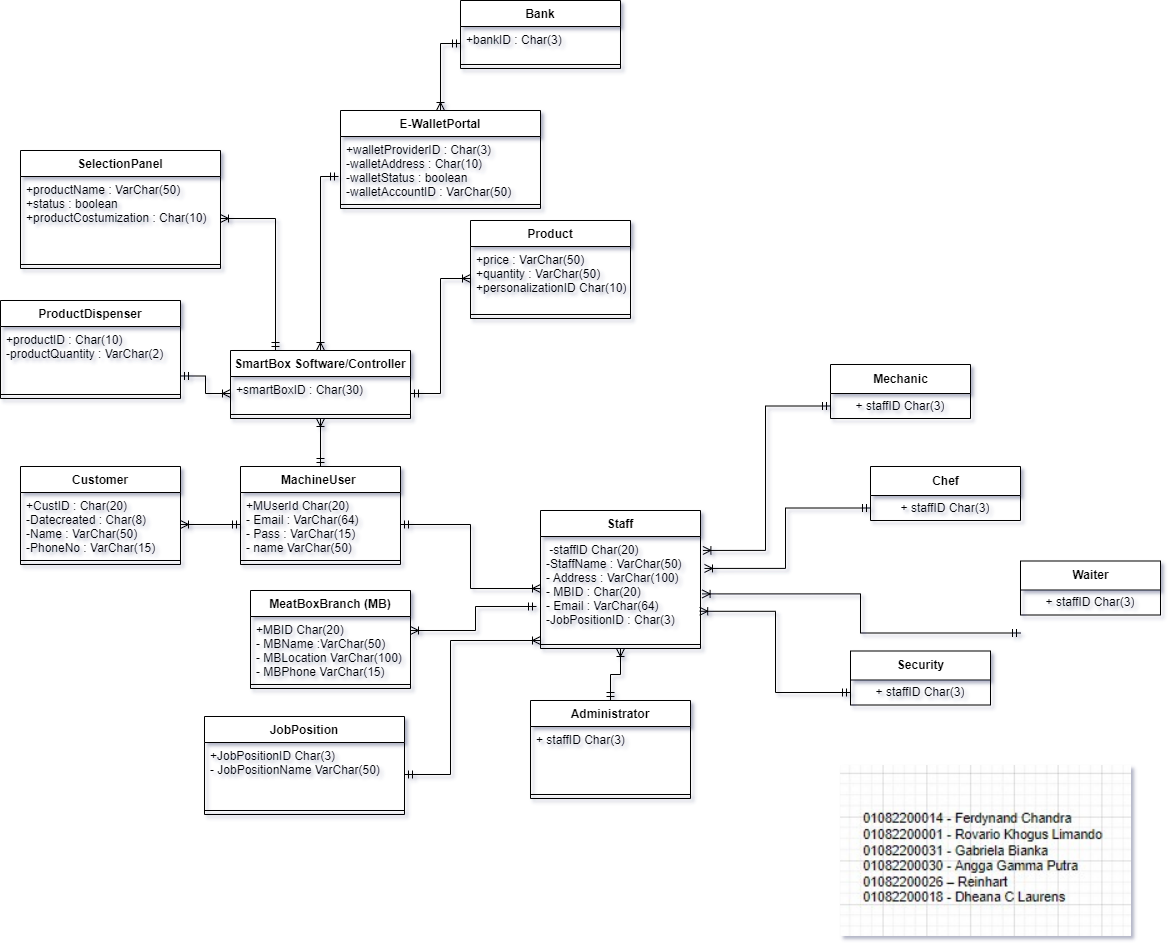 Bank
+bankID : Char(3)
E-WalletPortal
+walletProviderID : Char(3)
-walletAddress : Char(10)
-walletStatus : boolean
-walletAccountID : VarChar(50)
SelectionPanel
+productName : VarChar(50)
+status : boolean
+productCostumization : Char(10)
Product
+price : VarChar(50)
+quantity : VarChar(50)
+personalizationID Char(10)
ProductDispenser
+productID : Char(10)
-productQuantity : VarChar(2)
SmartBox Software/Controller
+smartBoxID : Char(30)
Mechanic
+ staffID Char(3)
Customer
+CustID : Char(20)
-Datecreated : Char(8)
-Name : VarChar(50)
-PhoneNo : VarChar(15)
MachineUser
+MUserId Char(20)
- Email : VarChar(64)
- Pass : VarChar(15)
- name VarChar(50)
Chef
+ staffID Char(3)
Staff
-staffID Char(20)
-StaffName : VarChar(50)
- Address : VarChar(100)
- MBID : Char(20)
- Email : VarChar(64)
-JobPositionID : Char(3)
Waiter
+ staffID Char(3)
MeatBoxBranch (MB)
+MBID Char(20)
- MBName :VarChar(50)
- MBLocation VarChar(100)
- MBPhone VarChar(15)
Security
+ staffID Char(3)
JobPosition
+JobPositionID Char(3)
- JobPositionName VarChar(50)
Administrator
+ staffID Char(3)
01082200014 - Ferdynand Chandra
01082200001 - Rovario Khogus Limando
01082200031 - Gabriela Bianka
01082200030 - Angga Gamma Putra
01082200026 – Reinhart
01082200018 - Dheana C Laurens